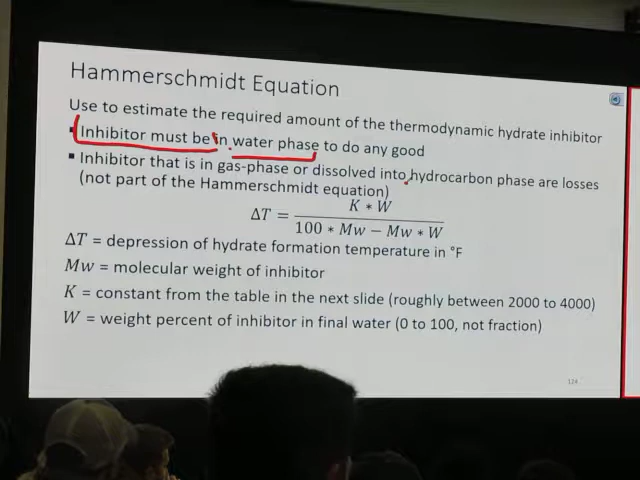 Hammerschmidt Equation
Use to estimate the required amount of the thermodynamic hydrate inhibitor
▪ Inhibitor must be in water phase to do any good
▪ Inhibitor that is in gas-phase or dissolved into hydrocarbon phase are losses
(not part of the Hammerschmidt equation)
ΔT = K * W / 100 * Mw − Mw * W
ΔT = depression of hydrate formation temperature in °F
Mw = molecular weight of inhibitor
K = constant from the table in the next slide (roughly between 2000 to 4000)
W = weight percent of inhibitor in final water (0 to 100, not fraction)
124